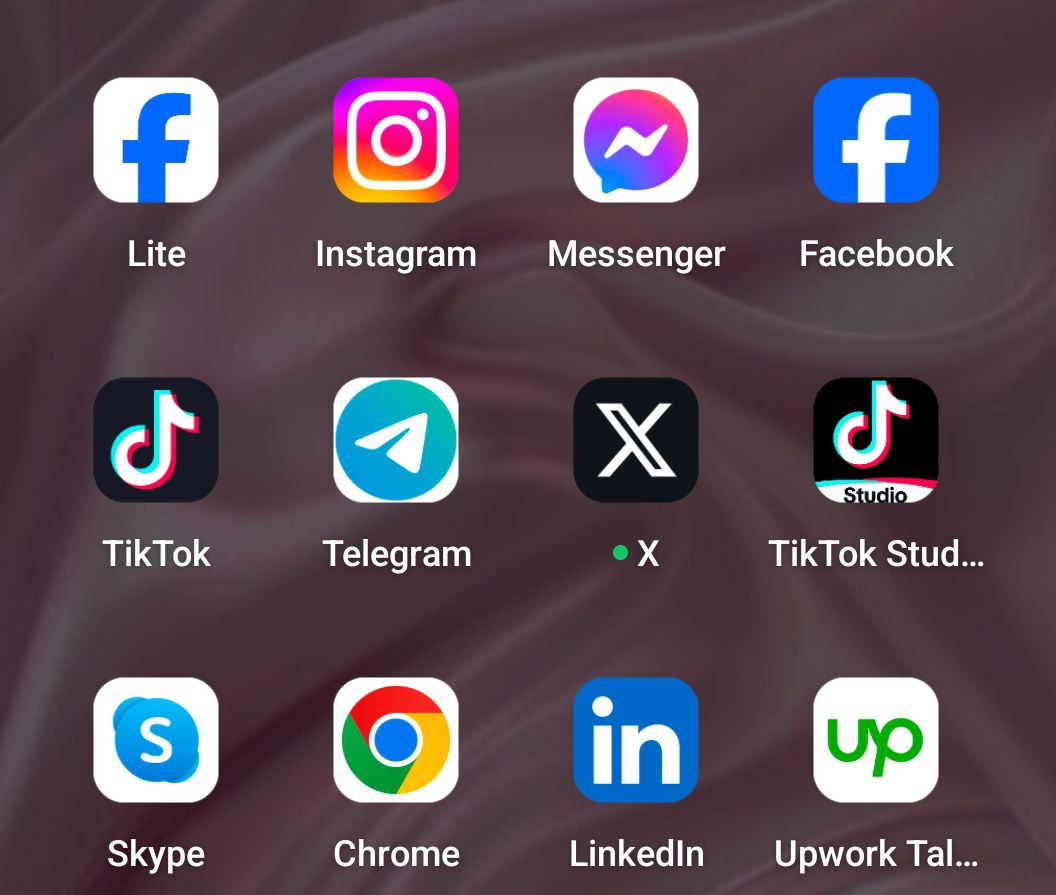 Lite
Instagram
Messenger
Facebook
Studio
TikTok
Telegram
X
TikTok Stud...
in
up
S
Skype
Chrome
LinkedIn
Upwork Tal...